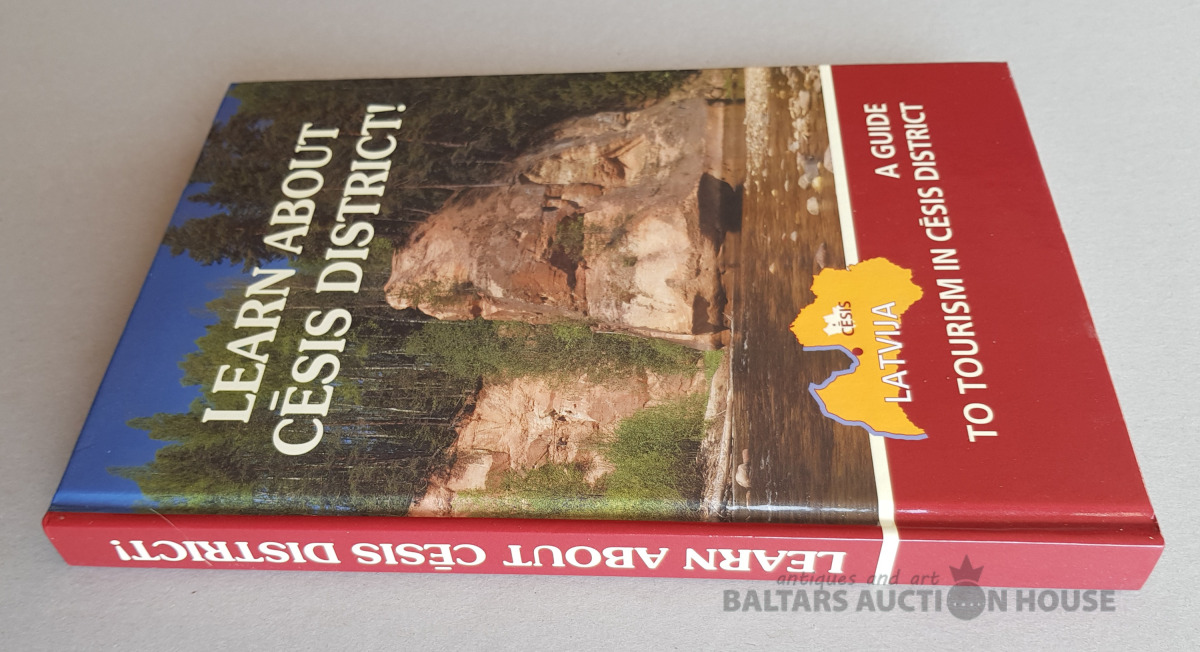 LEARN ABOUT
CĒSIS DISTRICT!
CĒSIS
LATVIJA
A GUIDE
TO TOURISM IN CĒSIS DISTRICT
LEARN ABOUT CĒSIS DISTRICT!
antiques and art
BALTARS AUCTION HOUSE